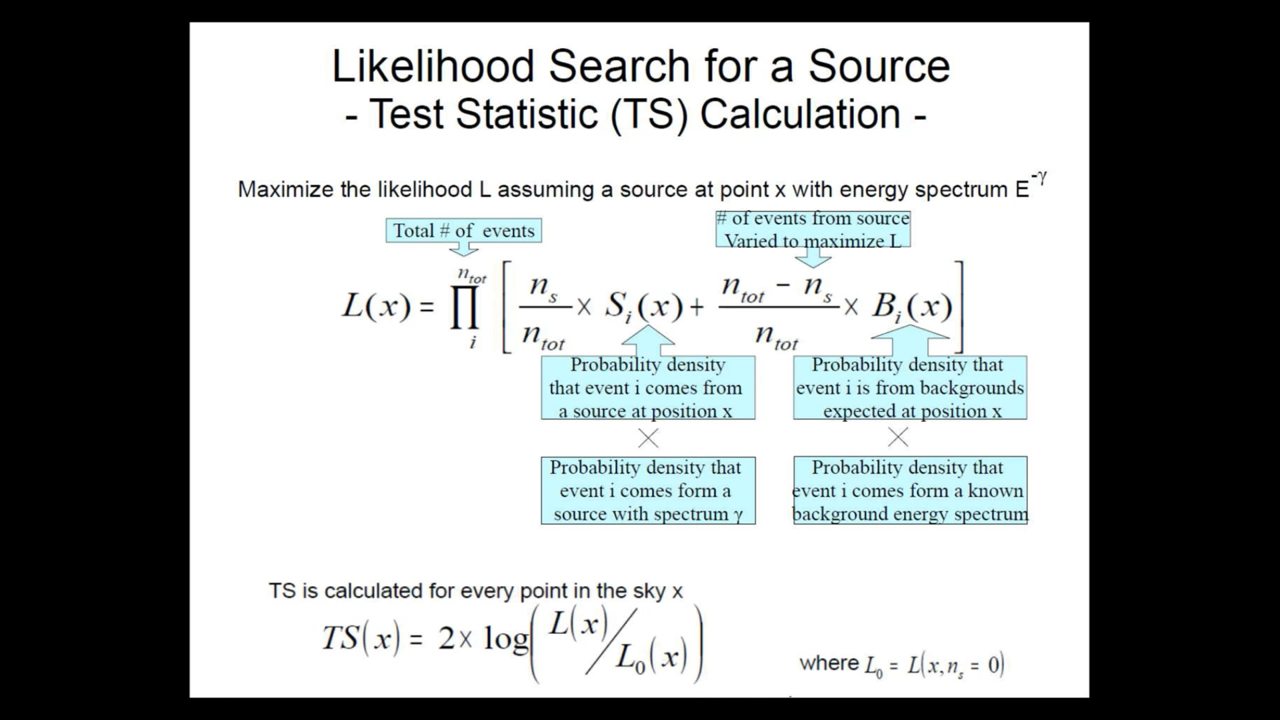 Likelihood Search for a Source
- Test Statistic (TS) Calculation -
Maximize the likelihood L assuming a source at point x with energy spectrum E^-γ
Total # of events
# of events from source
Varied to maximize L
L(x) = ∏_i^{n_tot} [ n_s / n_tot × S_i(x) + (n_tot − n_s) / n_tot × B_i(x) ]
Probability density
that event i comes from
a source at position x
Probability density that
event i is from backgrounds
expected at position x
×
×
Probability density that
event i comes form a
source with spectrum γ
Probability density that
event i comes form a known
background energy spectrum
TS is calculated for every point in the sky x
TS(x) = 2× log( L(x) / L_0(x) )
where L_0 = L(x, n_s = 0)